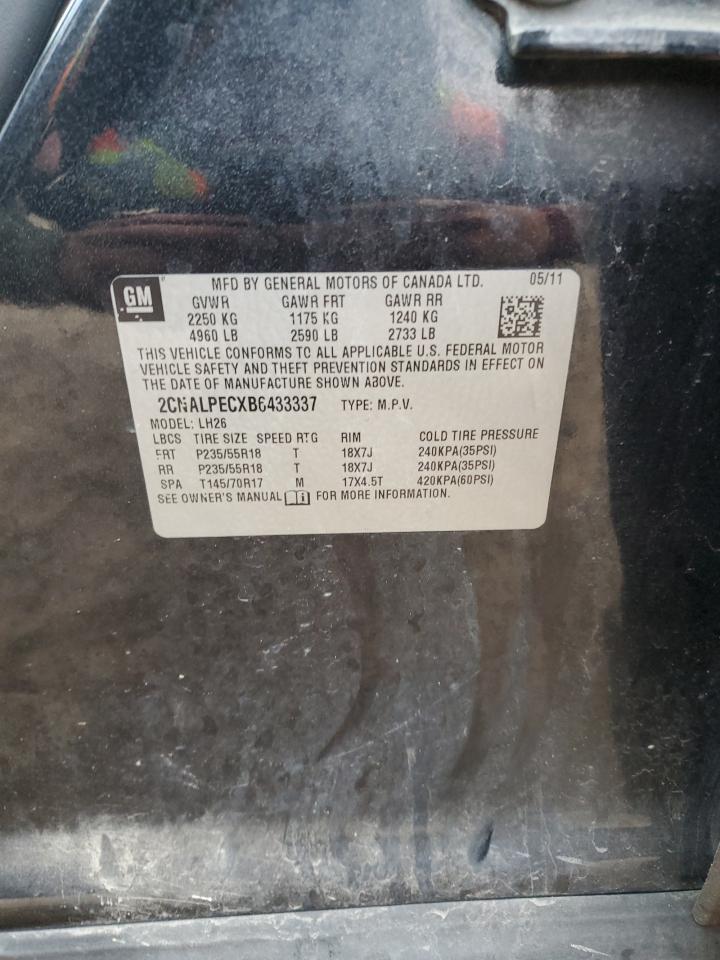 GM
MFD BY GENERAL MOTORS OF CANADA LTD. 05/11
GVWR GAWR FRT GAWR RR
2250 KG 1175 KG 1240 KG
4960 LB 2590 LB 2733 LB
THIS VEHICLE CONFORMS TO ALL APPLICABLE U.S. FEDERAL MOTOR
VEHICLE SAFETY AND THEFT PREVENTION STANDARDS IN EFFECT ON
THE DATE OF MANUFACTURE SHOWN ABOVE.
2CNALPECXB6433337 TYPE: M.P.V.
MODEL: LH26
LBCS TIRE SIZE SPEED RTG RIM COLD TIRE PRESSURE
FRT P235/55R18 T 18X7J 240KPA(35PSI)
RR P235/55R18 T 18X7J 240KPA(35PSI)
SPA T145/70R17 M 17X4.5T 420KPA(60PSI)
SEE OWNER'S MANUAL FOR MORE INFORMATION.